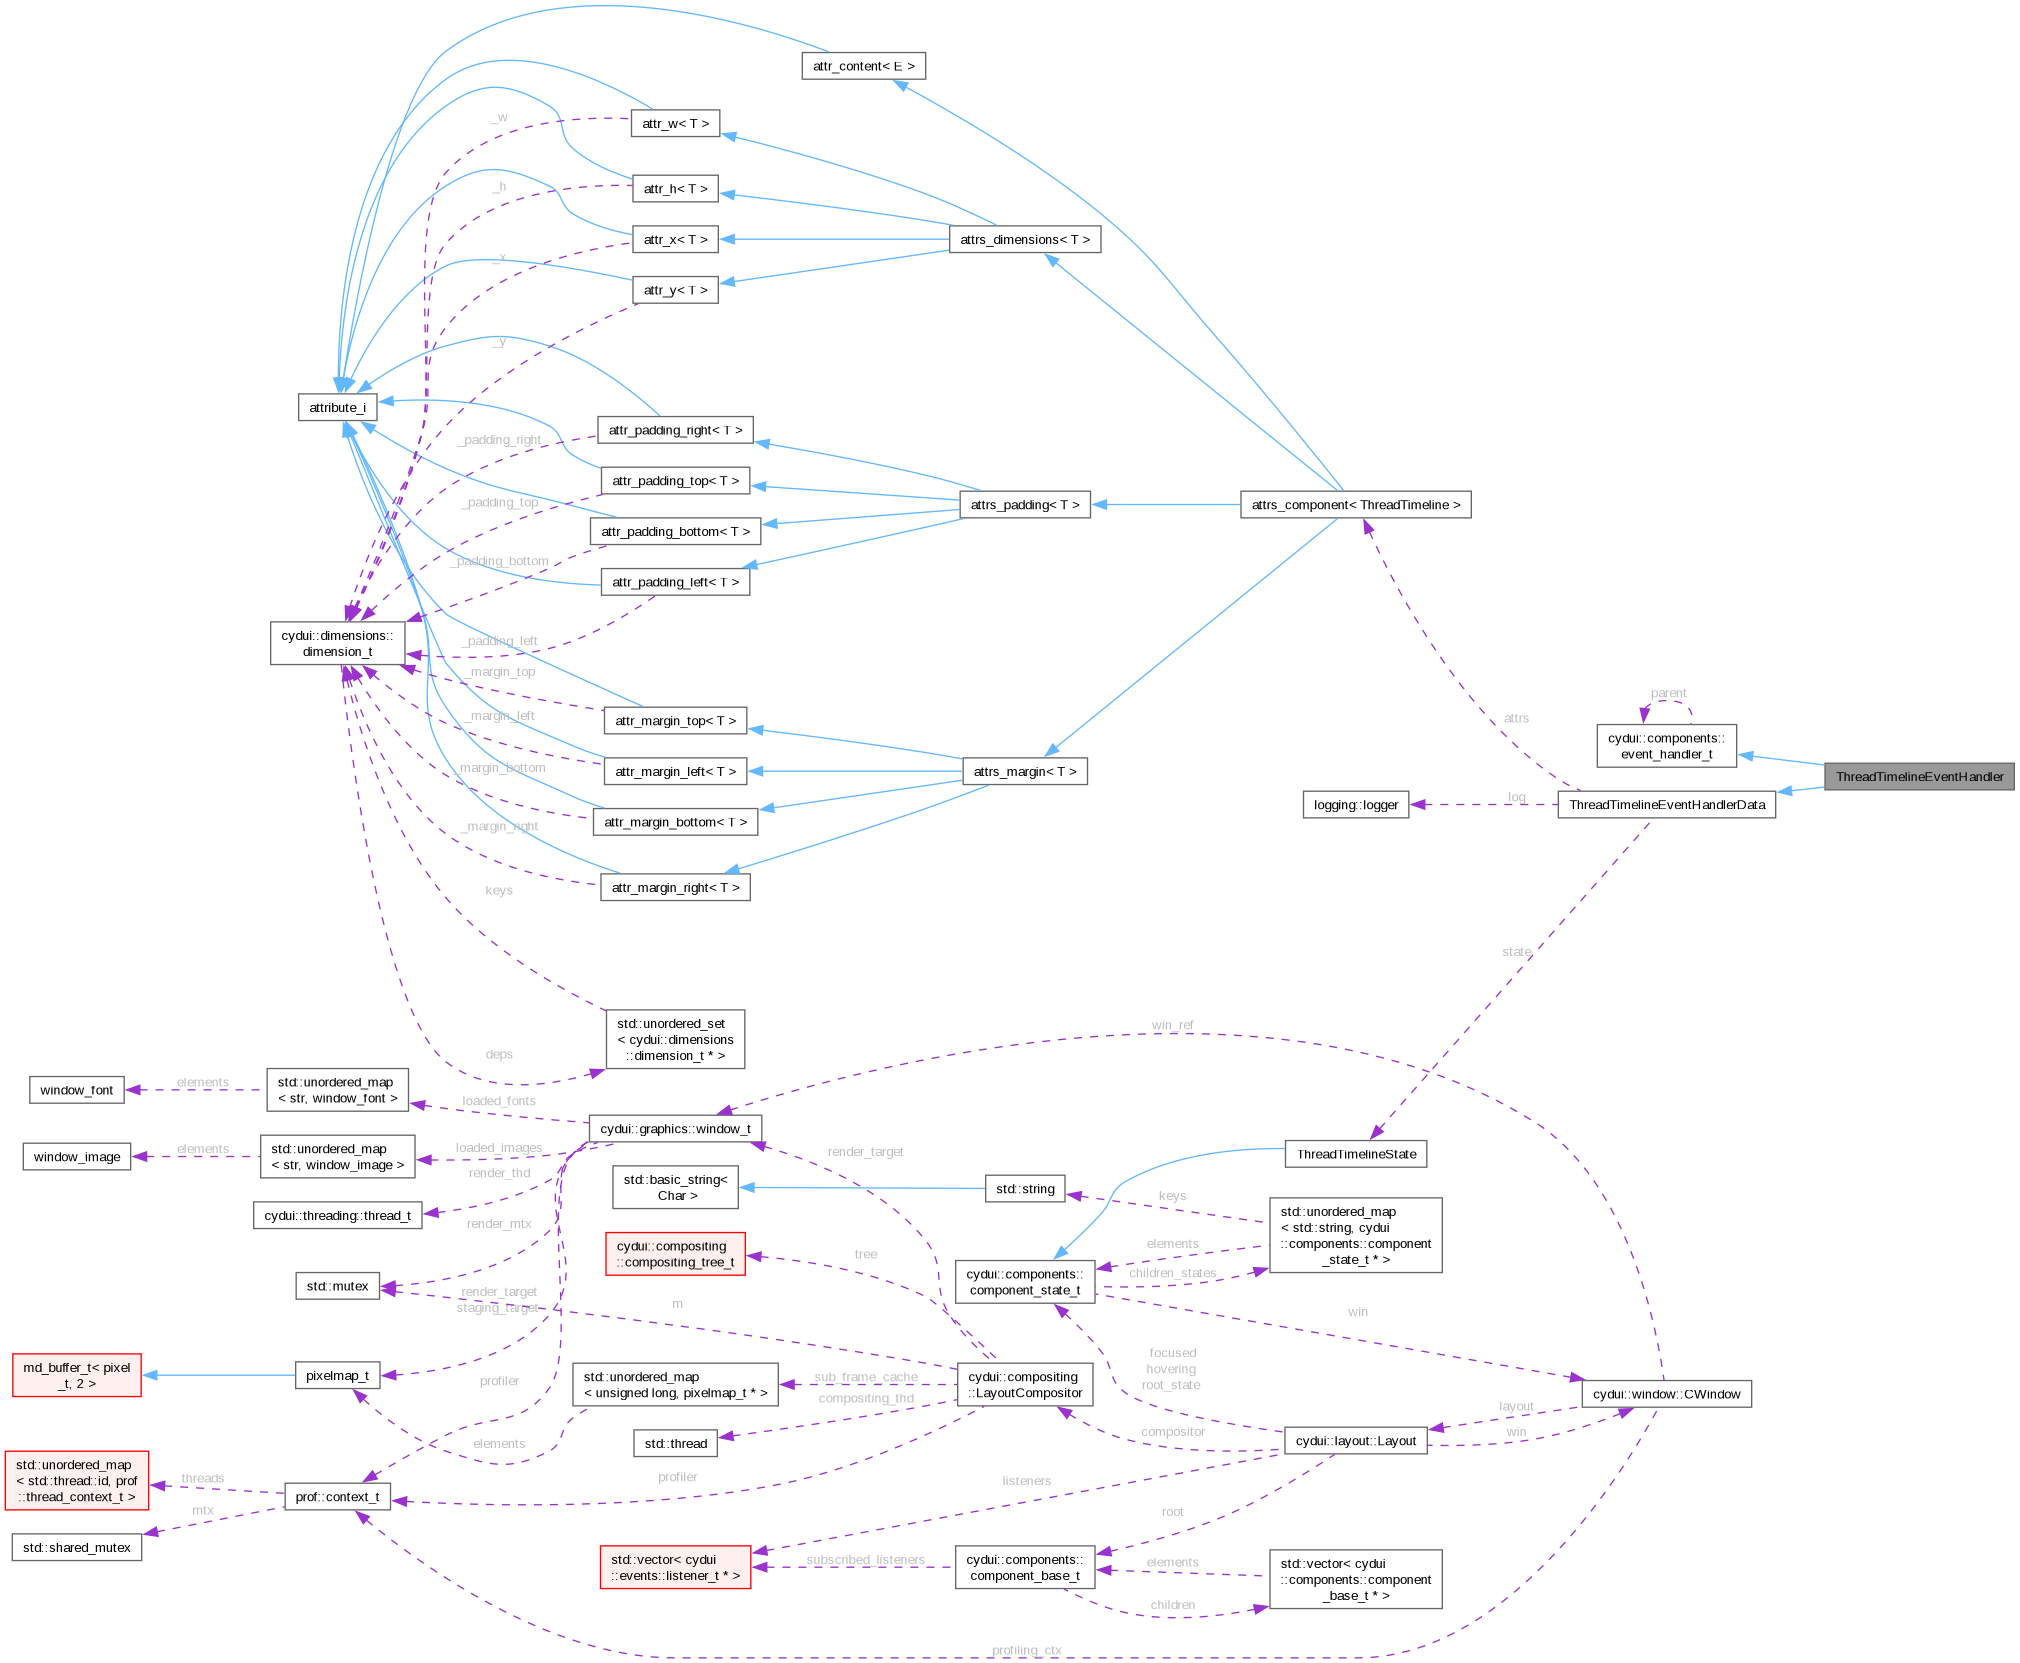 attr_content< E >
_w
attr_w< T >
_h
attr_h< T >
attr_x< T >
attrs_dimensions< T >
_x
attr_y< T >
_y
attribute_i
_padding_right
attr_padding_right< T >
attr_padding_top< T >
_padding_top
attrs_padding< T >
attrs_component< ThreadTimeline >
attr_padding_bottom< T >
_padding_bottom
attr_padding_left< T >
cydui::dimensions::
dimension_t
_padding_left
_margin_top
attr_margin_top< T >
_margin_left
attr_margin_left< T >
attrs_margin< T >
_margin_bottom
attr_margin_bottom< T >
_margin_right
attr_margin_right< T >
attrs
parent
cydui::components::
event_handler_t
ThreadTimelineEventHandler
logging::logger
log
ThreadTimelineEventHandlerData
keys
state
std::unordered_set
< cydui::dimensions
::dimension_t * >
deps
win_ref
window_font
elements
std::unordered_map
< str, window_font >
loaded_fonts
cydui::graphics::window_t
window_image
elements
std::unordered_map
< str, window_image >
loaded_images
render_thd
render_target
ThreadTimelineState
std::basic_string<
Char >
std::string
keys
cydui::threading::thread_t
render_mtx
std::unordered_map
< std::string, cydui
::components::component
_state_t * >
cydui::compositing
::compositing_tree_t
tree
elements
children_states
cydui::components::
component_state_t
std::mutex
render_target
staging_target
m
win
md_buffer_t< pixel
_t, 2 >
pixelmap_t
profiler
std::unordered_map
< unsigned long, pixelmap_t * >
sub_frame_cache
compositing_thd
cydui::compositing
::LayoutCompositor
focused
hovering
root_state
cydui::window::CWindow
layout
win
compositor
cydui::layout::Layout
std::thread
elements
profiler
listeners
std::unordered_map
< std::thread::id, prof
::thread_context_t >
threads
prof::context_t
mtx
std::shared_mutex
root
std::vector< cydui
::events::listener_t * >
subscribed_listeners
cydui::components::
component_base_t
elements
children
std::vector< cydui
::components::component
_base_t * >
profiling_ctx